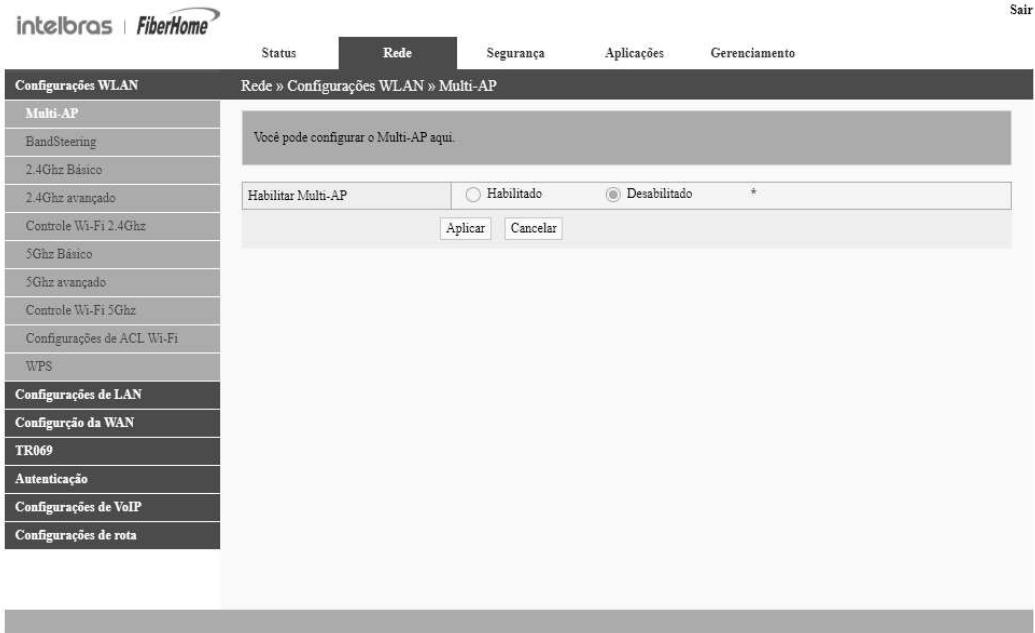 Sair
intelbras | FiberHome
Status Rede Segurança Aplicações Gerenciamento
Configurações WLAN
Rede » Configurações WLAN » Multi-AP
Multi-AP
BandSteering
2.4Ghz Básico
2.4Ghz avançado
Controle Wi-Fi 2.4Ghz
5Ghz Básico
5Ghz avançado
Controle Wi-Fi 5Ghz
Configurações de ACL Wi-Fi
WPS
Configurações de LAN
Configurção da WAN
TR069
Autenticação
Configurações de VoIP
Configurações de rota
Você pode configurar o Multi-AP aqui.
Habilitar Multi-AP Habilitado Desabilitado *
Aplicar Cancelar